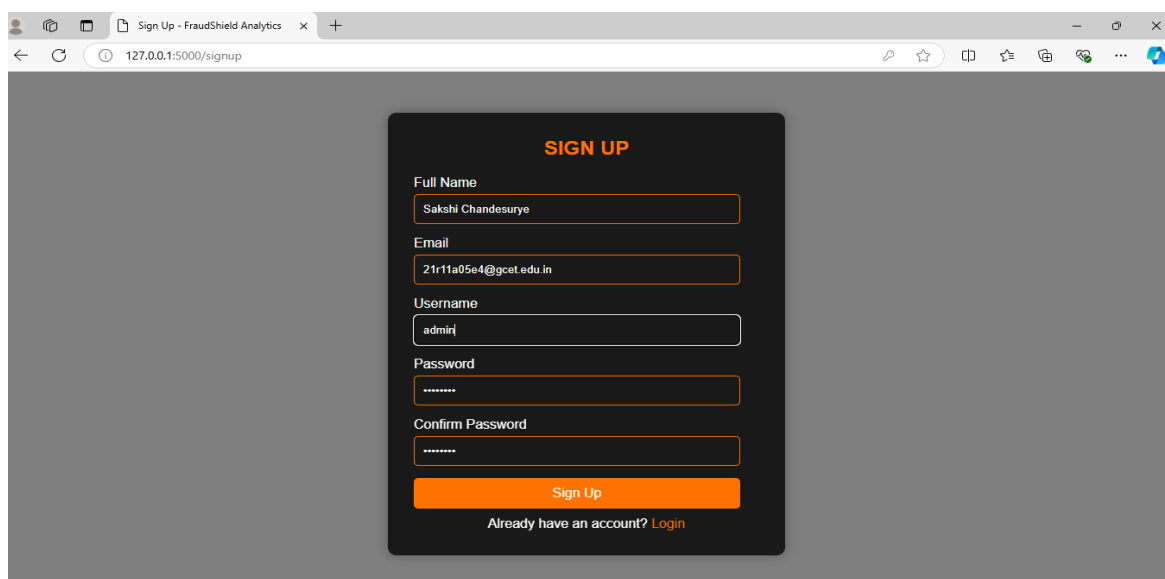 Sign Up - FraudShield Analytics
127.0.0.1:5000/signup
SIGN UP
Full Name
Sakshi Chandesurye
Email
21r11a05e4@gcet.edu.in
Username
admin
Password
••••••••
Confirm Password
••••••••
Sign Up
Already have an account? Login